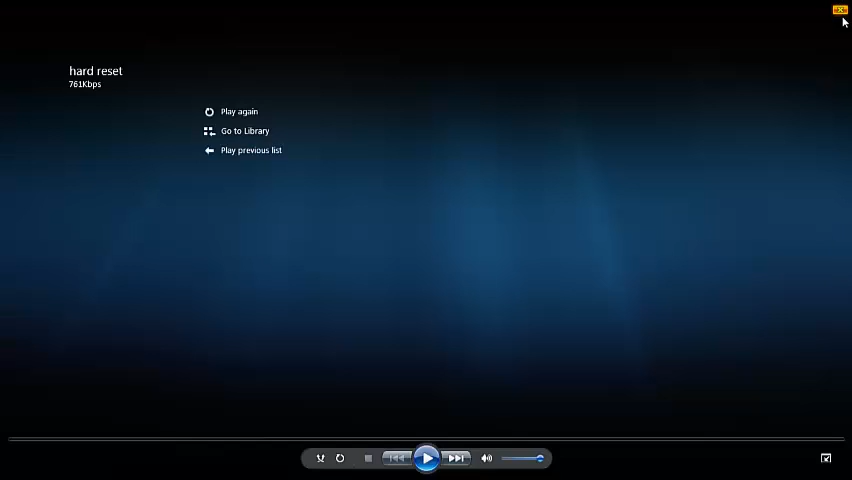 hard reset
761Kbps
Play again
Go to Library
Play previous list